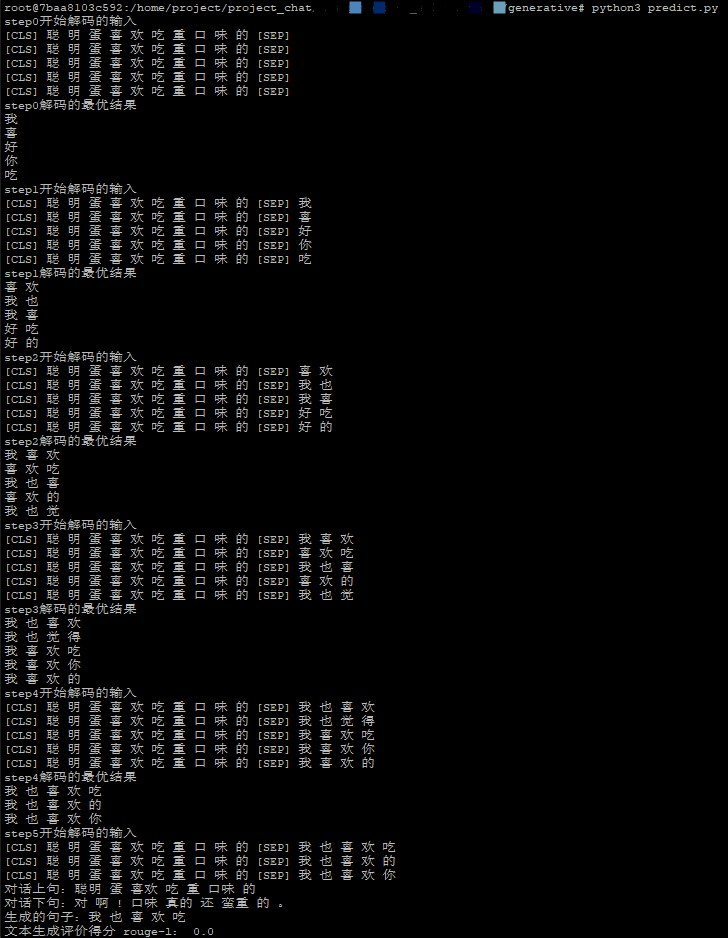 root@7baa8103c592:/home/project/project_chat generative# python3 predict.py
step0开始解码的输入
[CLS] 聪 明 蛋 喜 欢 吃 重 口 味 的 [SEP]
[CLS] 聪 明 蛋 喜 欢 吃 重 口 味 的 [SEP]
[CLS] 聪 明 蛋 喜 欢 吃 重 口 味 的 [SEP]
[CLS] 聪 明 蛋 喜 欢 吃 重 口 味 的 [SEP]
[CLS] 聪 明 蛋 喜 欢 吃 重 口 味 的 [SEP]
step0解码的最优结果
我
喜
好
你
吃
step1开始解码的输入
[CLS] 聪 明 蛋 喜 欢 吃 重 口 味 的 [SEP] 我
[CLS] 聪 明 蛋 喜 欢 吃 重 口 味 的 [SEP] 喜
[CLS] 聪 明 蛋 喜 欢 吃 重 口 味 的 [SEP] 好
[CLS] 聪 明 蛋 喜 欢 吃 重 口 味 的 [SEP] 你
[CLS] 聪 明 蛋 喜 欢 吃 重 口 味 的 [SEP] 吃
step1解码的最优结果
喜 欢
我 也
我 喜
好 吃
好 的
step2开始解码的输入
[CLS] 聪 明 蛋 喜 欢 吃 重 口 味 的 [SEP] 喜 欢
[CLS] 聪 明 蛋 喜 欢 吃 重 口 味 的 [SEP] 我 也
[CLS] 聪 明 蛋 喜 欢 吃 重 口 味 的 [SEP] 我 喜
[CLS] 聪 明 蛋 喜 欢 吃 重 口 味 的 [SEP] 好 吃
[CLS] 聪 明 蛋 喜 欢 吃 重 口 味 的 [SEP] 好 的
step2解码的最优结果
我 喜 欢
喜 欢 吃
我 也 喜
喜 欢 的
我 也 觉
step3开始解码的输入
[CLS] 聪 明 蛋 喜 欢 吃 重 口 味 的 [SEP] 我 喜 欢
[CLS] 聪 明 蛋 喜 欢 吃 重 口 味 的 [SEP] 喜 欢 吃
[CLS] 聪 明 蛋 喜 欢 吃 重 口 味 的 [SEP] 我 也 喜
[CLS] 聪 明 蛋 喜 欢 吃 重 口 味 的 [SEP] 喜 欢 的
[CLS] 聪 明 蛋 喜 欢 吃 重 口 味 的 [SEP] 我 也 觉
step3解码的最优结果
我 也 喜 欢
我 也 觉 得
我 喜 欢 吃
我 喜 欢 你
我 喜 欢 的
step4开始解码的输入
[CLS] 聪 明 蛋 喜 欢 吃 重 口 味 的 [SEP] 我 也 喜 欢
[CLS] 聪 明 蛋 喜 欢 吃 重 口 味 的 [SEP] 我 也 觉 得
[CLS] 聪 明 蛋 喜 欢 吃 重 口 味 的 [SEP] 我 喜 欢 吃
[CLS] 聪 明 蛋 喜 欢 吃 重 口 味 的 [SEP] 我 喜 欢 你
[CLS] 聪 明 蛋 喜 欢 吃 重 口 味 的 [SEP] 我 喜 欢 的
step4解码的最优结果
我 也 喜 欢 吃
我 也 喜 欢 的
我 也 喜 欢 你
step5开始解码的输入
[CLS] 聪 明 蛋 喜 欢 吃 重 口 味 的 [SEP] 我 也 喜 欢 吃
[CLS] 聪 明 蛋 喜 欢 吃 重 口 味 的 [SEP] 我 也 喜 欢 的
[CLS] 聪 明 蛋 喜 欢 吃 重 口 味 的 [SEP] 我 也 喜 欢 你
对话上句: 聪明 蛋 喜欢 吃 重 口味 的
对话下句: 对 啊 ! 口味 真的 还 蛮重 的 。
生成的句子: 我 也 喜 欢 吃
文本生成评价得分 rouge-l: 0.0